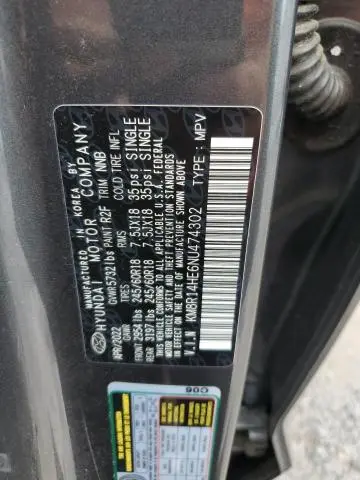 IN KOREA BY
HYUNDAI MOTOR COMPANY
APR/2022 GVWR 5732 lbs PAINT R2F TRIM NNB
GAWR TIRES RIMS COLD TIRE INFL
FRONT 2954 lbs 245/60R18 7.5JX18 35psi SINGLE
REAR 3197 lbs 245/60R18 7.5JX18 35psi SINGLE
THIS VEHICLE CONFORMS TO ALL APPLICABLE U.S.A. FEDERAL
MOTOR VEHICLE SAFETY, BUMPER AND THEFT PREVENTION STANDARDS
IN EFFECT ON THE DATE OF MANUFACTURE SHOWN ABOVE.
V.I.N : KM8R14HE6NU474302 TYPE : MPV
C06